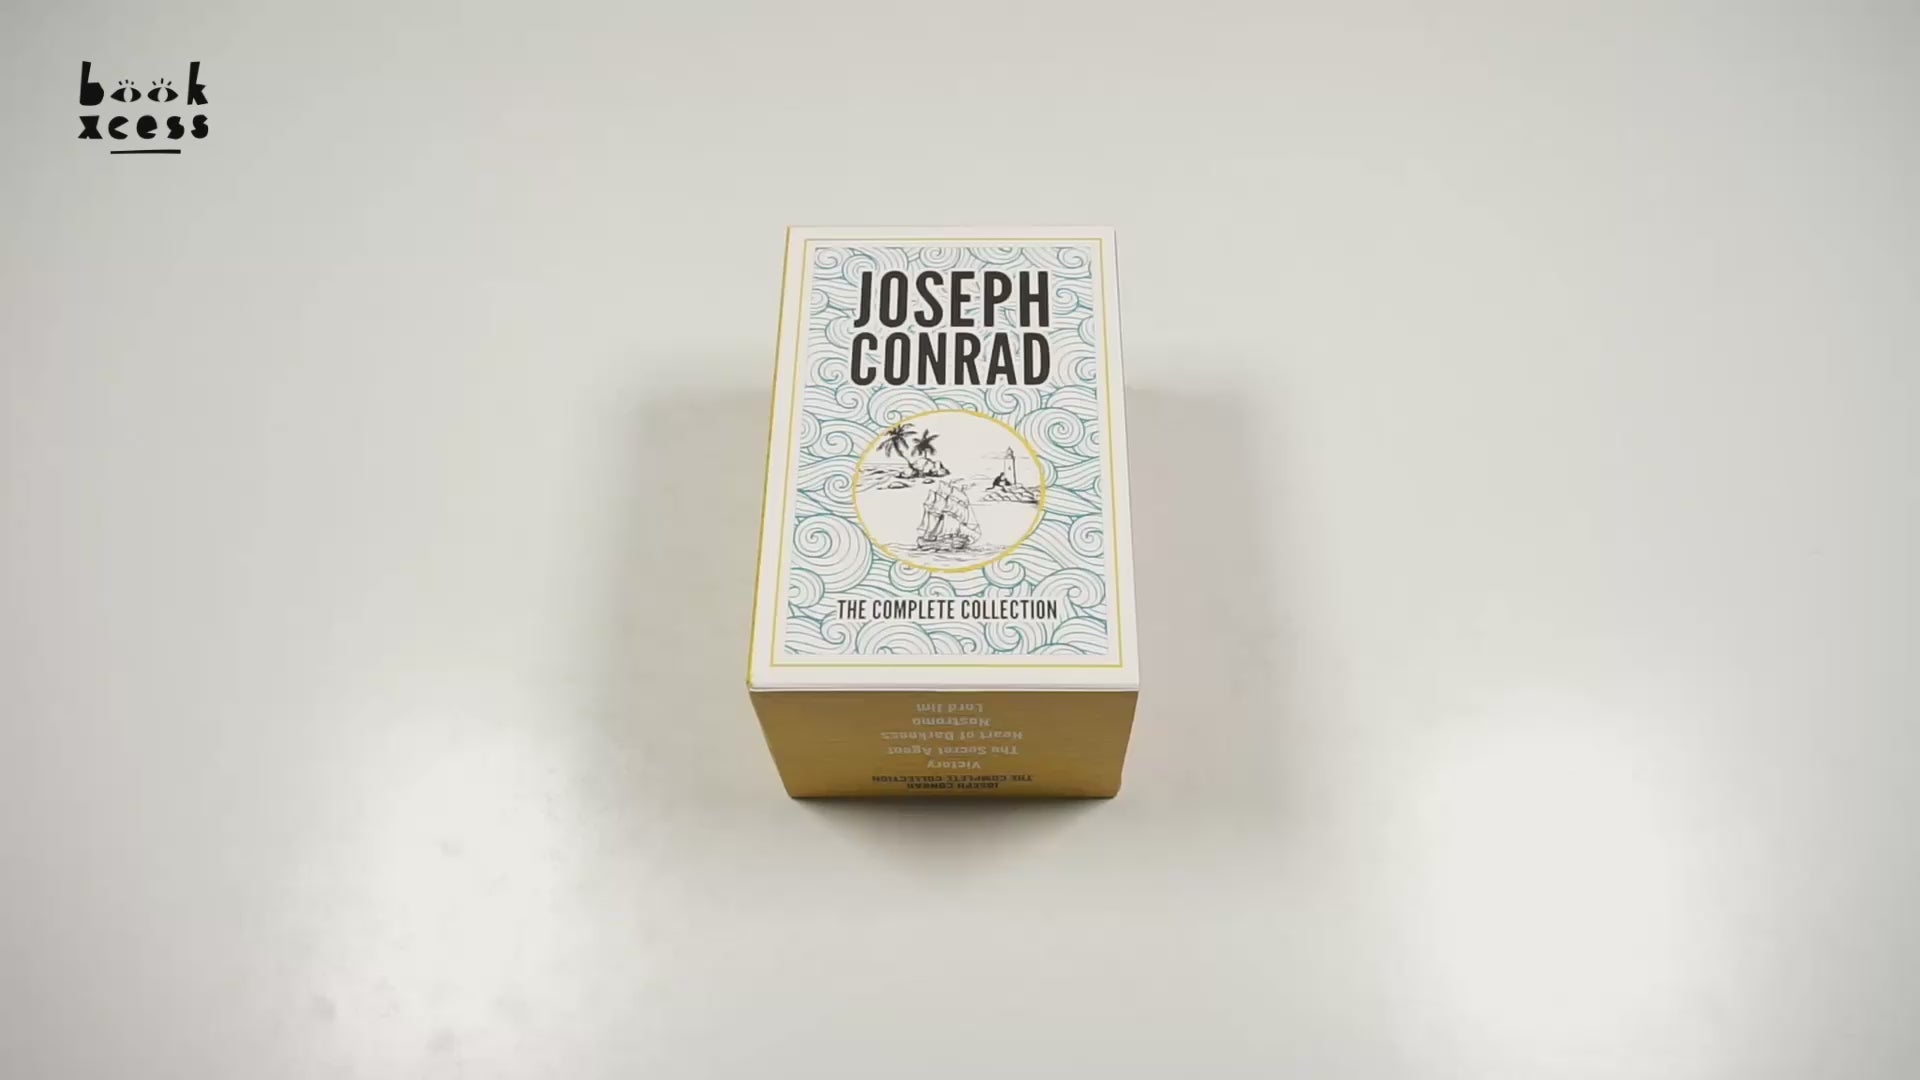 book
xcess
JOSEPH
CONRAD
THE COMPLETE COLLECTION
JOSEPH CONRAD
THE COMPLETE COLLECTION
Victory
The Secret Agent
Heart of Darkness
Nostromo
Lord Jim